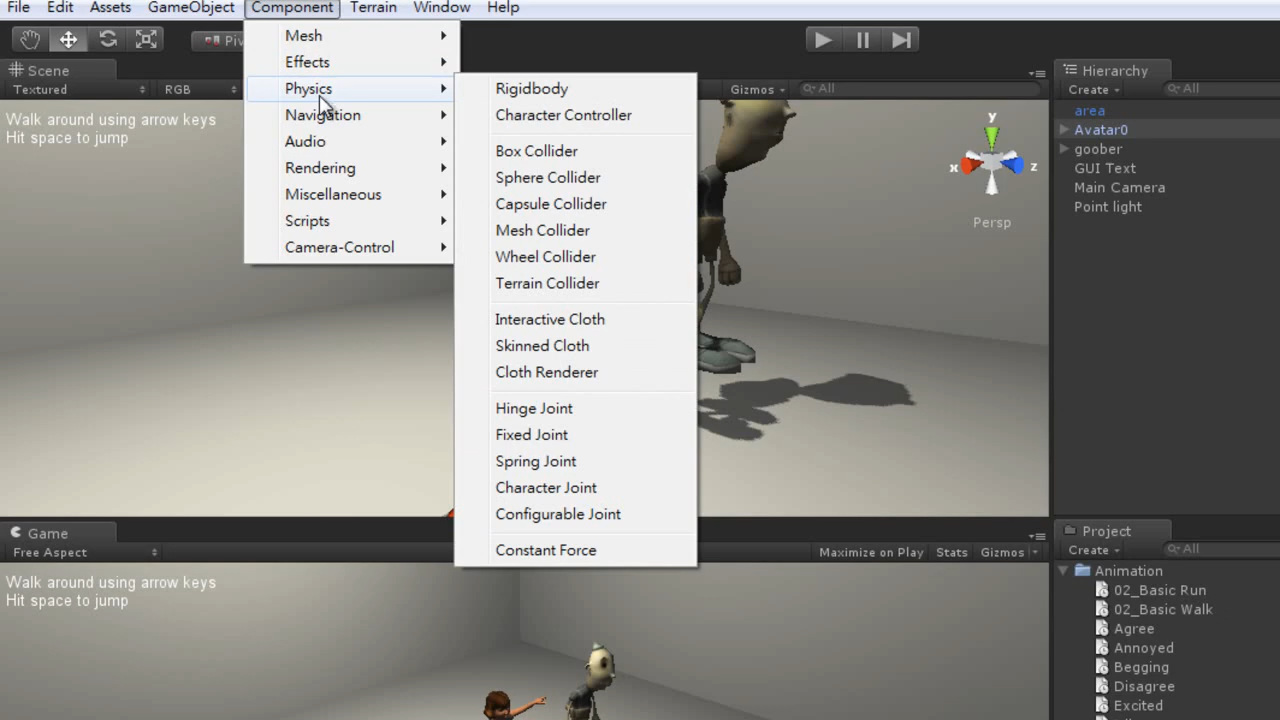 File Edit Assets GameObject Component Terrain Window Help
Mesh
Effects
Physics
Navigation
Audio
Rendering
Miscellaneous
Scripts
Camera-Control
Rigidbody
Character Controller
Box Collider
Sphere Collider
Capsule Collider
Mesh Collider
Wheel Collider
Terrain Collider
Interactive Cloth
Skinned Cloth
Cloth Renderer
Hinge Joint
Fixed Joint
Spring Joint
Character Joint
Configurable Joint
Constant Force
Scene
Textured RGB Gizmos All
Walk around using arrow keys
Hit space to jump
y
x z
Persp
Hierarchy
Create All
area
Avatar0
goober
GUI Text
Main Camera
Point light
Game
Free Aspect Maximize on Play Stats Gizmos
Walk around using arrow keys
Hit space to jump
Project
Create All
Animation
02_Basic Run
02_Basic Walk
Agree
Annoyed
Begging
Disagree
Excited